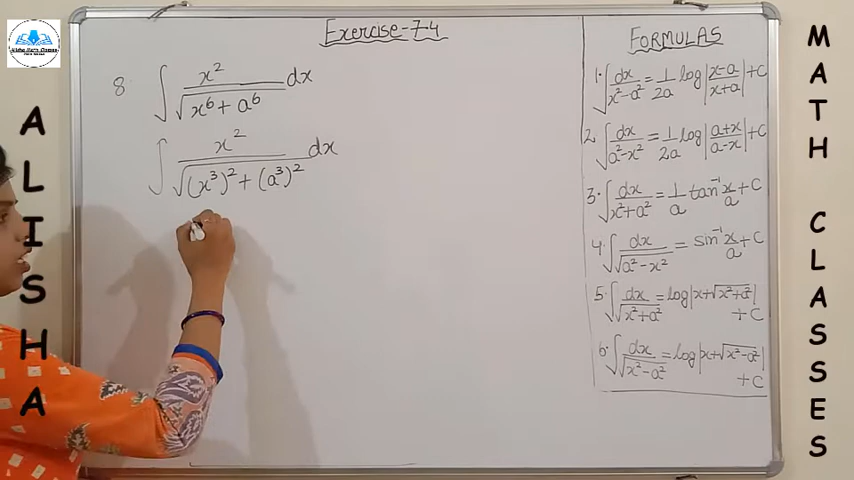 Exercise-7.4
8 ∫ x²/√(x⁶ + a⁶) dx
∫ x²/√((x³)² + (a³)²) dx
FORMULAS
1. ∫ dx/(x²-a²) = 1/2a log|(x-a)/(x+a)| + C
2. ∫ dx/(a²-x²) = 1/2a log|(a+x)/(a-x)| + C
3. ∫ dx/(x²+a²) = 1/a tan⁻¹ x/a + C
4. ∫ dx/√(a²-x²) = sin⁻¹ x/a + C
5. ∫ dx/√(x²+a²) = log|x+√(x²+a²)|
+ C
6. ∫ dx/√(x²-a²) = log|x+√(x²-a²)|
+ C
ALISHA
MATH CLASSES